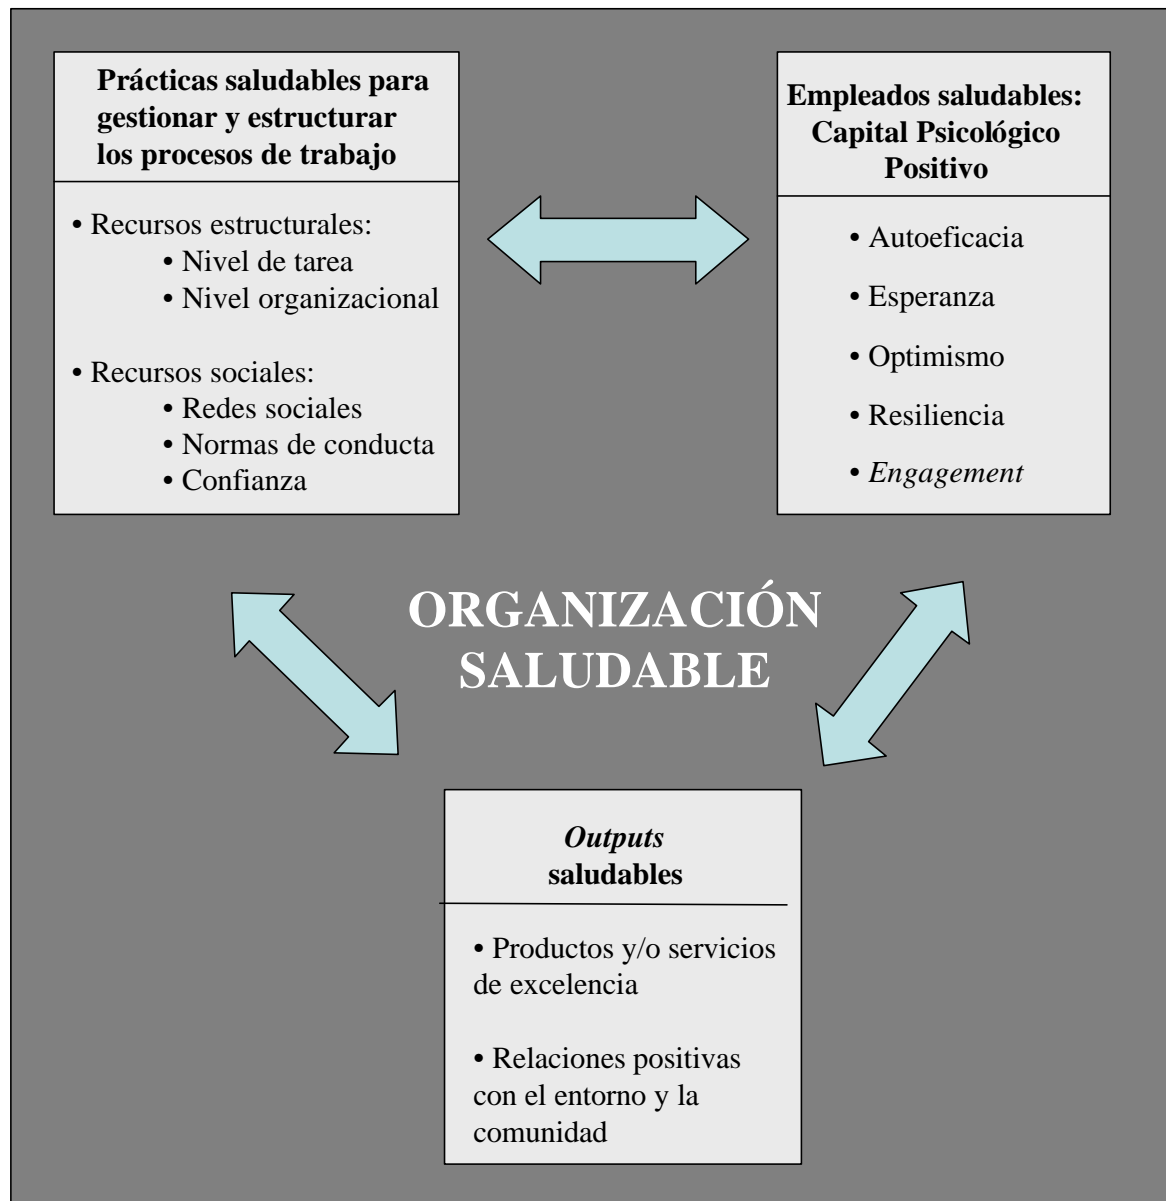 Prácticas saludables para
gestionar y estructurar
los procesos de trabajo
• Recursos estructurales:
• Nivel de tarea
• Nivel organizacional
• Recursos sociales:
• Redes sociales
• Normas de conducta
• Confianza
Empleados saludables:
Capital Psicológico
Positivo
• Autoeficacia
• Esperanza
• Optimismo
• Resiliencia
• Engagement
ORGANIZACIÓN
SALUDABLE
Outputs
saludables
• Productos y/o servicios
de excelencia
• Relaciones positivas
con el entorno y la
comunidad